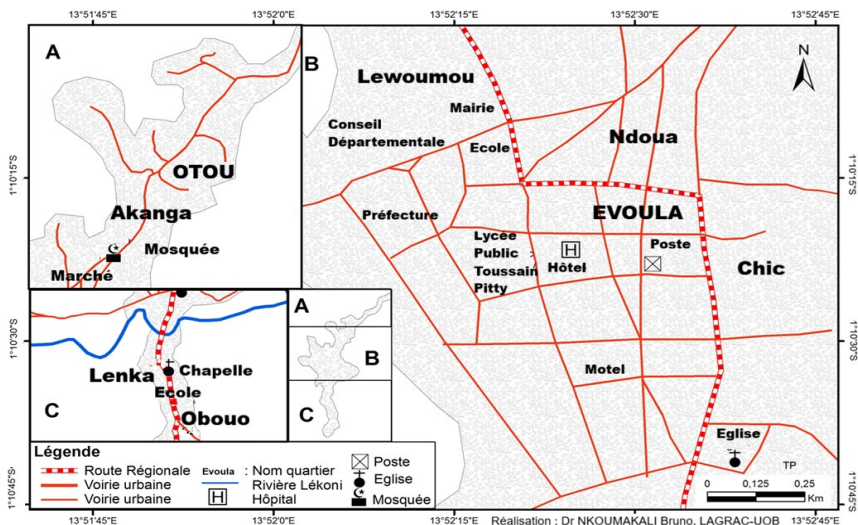 13°51'45"E
13°52'0"E
13°52'15"E
13°52'30"E
13°52'45"E
A
OTOU
Akanga
Mosquée
Marché
1°10'15"S
B
Lewoumou
Mairie
Conseil
Départementale
Ecole
Ndoua
N
1°10'15"S
Préfecture
EVOULA
Lycée
Public
Toussain
Pitty
H
Hôtel
Poste
Chic
1°10'30"S
Lenka
Chapelle
Ecole
C
Obouo
A
B
C
1°10'30"S
Motel
Eglise
TP
0 0,125 0,25
Km
Légende
Route Régionale
Voirie urbaine
Voirie urbaine
Evoula : Nom quartier
Rivière Lékoni
H Hôpital
Poste
Eglise
Mosquée
1°10'45"S
1°10'45"S
13°51'45"E
13°52'0"E
13°52'15"E
13°52'30"E
13°52'45"E
Réalisation : Dr NKOUMAKALI Bruno, LAGRAC-UOB